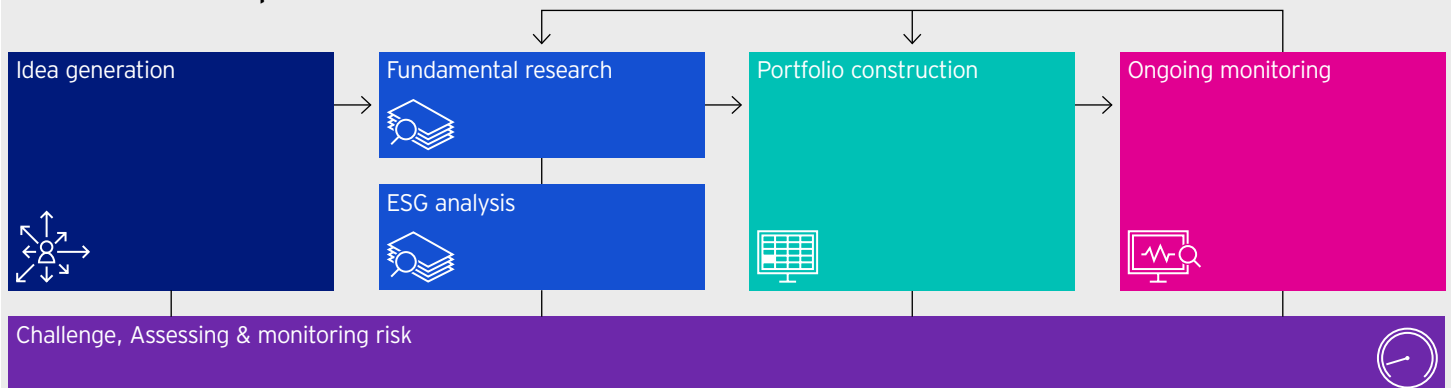 Idea generation
Fundamental research
Portfolio construction
Ongoing monitoring
ESG analysis
Challenge, Assessing & monitoring risk